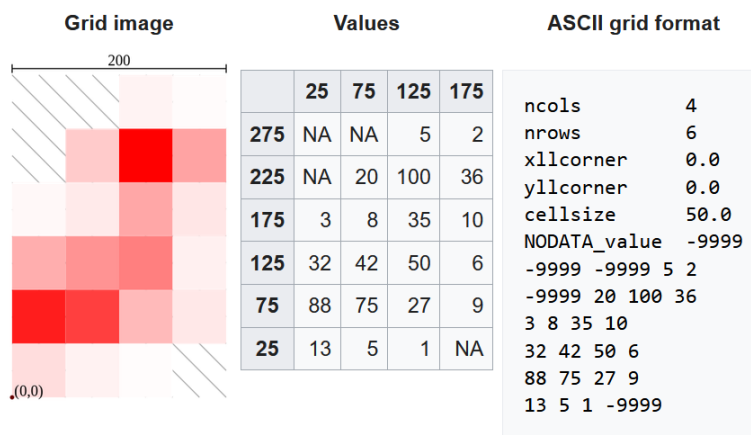 Grid image
200
(0,0)
Values
25 75 125 175
275 NA NA 5 2
225 NA 20 100 36
175 3 8 35 10
125 32 42 50 6
75 88 75 27 9
25 13 5 1 NA
ASCII grid format
ncols 4
nrows 6
xllcorner 0.0
yllcorner 0.0
cellsize 50.0
NODATA_value -9999
-9999 -9999 5 2
-9999 20 100 36
3 8 35 10
32 42 50 6
88 75 27 9
13 5 1 -9999